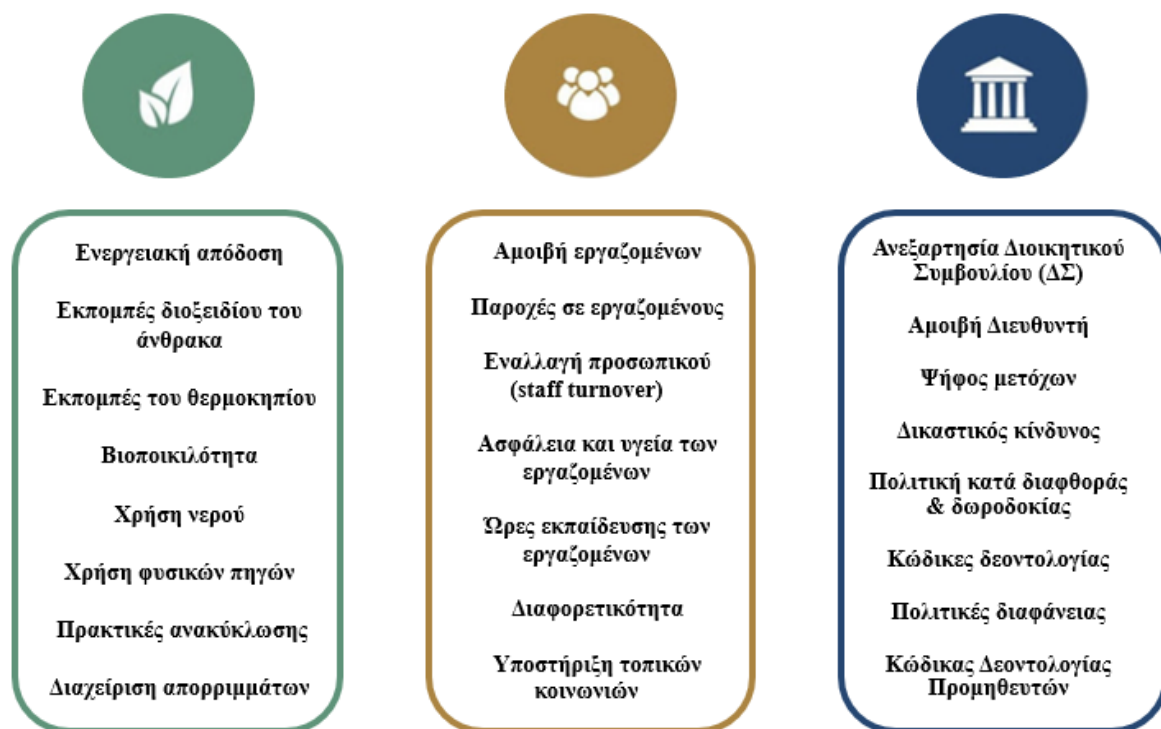 Ενεργειακή απόδοση
Εκπομπές διοξειδίου του
άνθρακα
Εκπομπές του θερμοκηπίου
Βιοποικιλότητα
Χρήση νερού
Χρήση φυσικών πηγών
Πρακτικές ανακύκλωσης
Διαχείριση απορριμμάτων
Αμοιβή εργαζομένων
Παροχές σε εργαζομένους
Εναλλαγή προσωπικού
(staff turnover)
Ασφάλεια και υγεία των
εργαζομένων
Ώρες εκπαίδευσης των
εργαζομένων
Διαφορετικότητα
Υποστήριξη τοπικών
κοινωνιών
Ανεξαρτησία Διοικητικού
Συμβουλίου (ΔΣ)
Αμοιβή Διευθυντή
Ψήφος μετόχων
Δικαστικός κίνδυνος
Πολιτική κατά διαφθοράς
& δωροδοκίας
Κώδικες δεοντολογίας
Πολιτικές διαφάνειας
Κώδικας Δεοντολογίας
Προμηθευτών